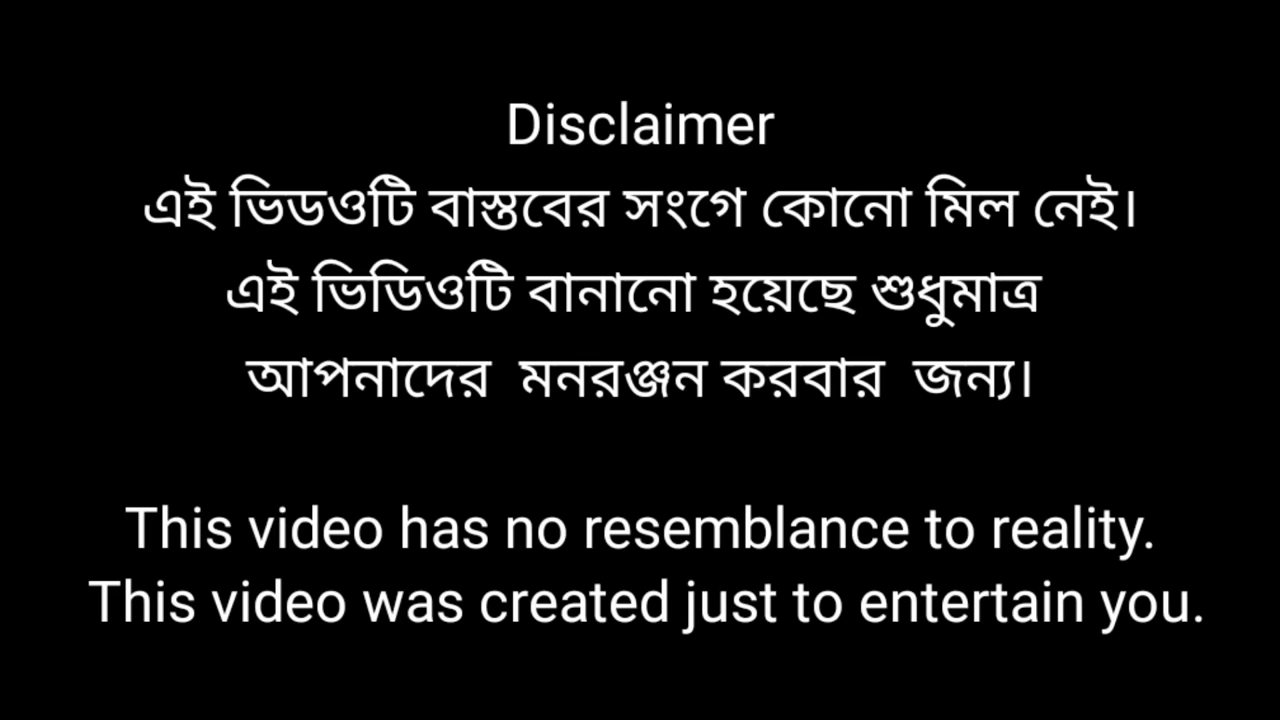 Disclaimer
এই ভিডওটি বাস্তবের সংগে কোনো মিল নেই।
এই ভিডিওটি বানানো হয়েছে শুধুমাত্র
আপনাদের মনরঞ্জন করবার জন্য।
This video has no resemblance to reality.
This video was created just to entertain you.